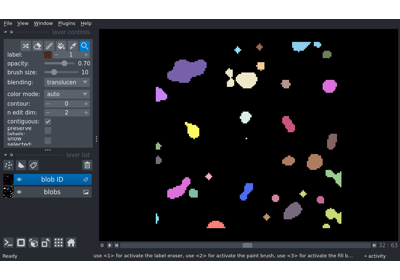 File View Window Plugins Help
layer controls
label: 1
opacity: 0.70
brush size: 10
blending: translucen
color mode: auto
contour: 0
n edit dim: 2
contiguous:
preserve labels:
show selected:
layer list
blob ID
blobs
32 63
Ready
use <1> for activate the label eraser, use <2> for activate the paint brush, use <3> for activate the fill b...
activity